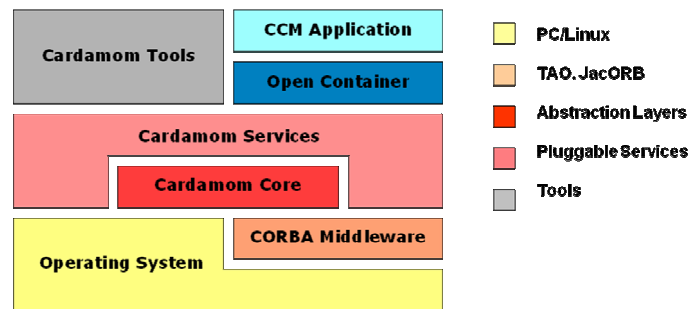 Cardamom Tools
CCM Application
Open Container
Cardamom Services
Cardamom Core
CORBA Middleware
Operating System
PC/Linux
TAO. JacORB
Abstraction Layers
Pluggable Services
Tools